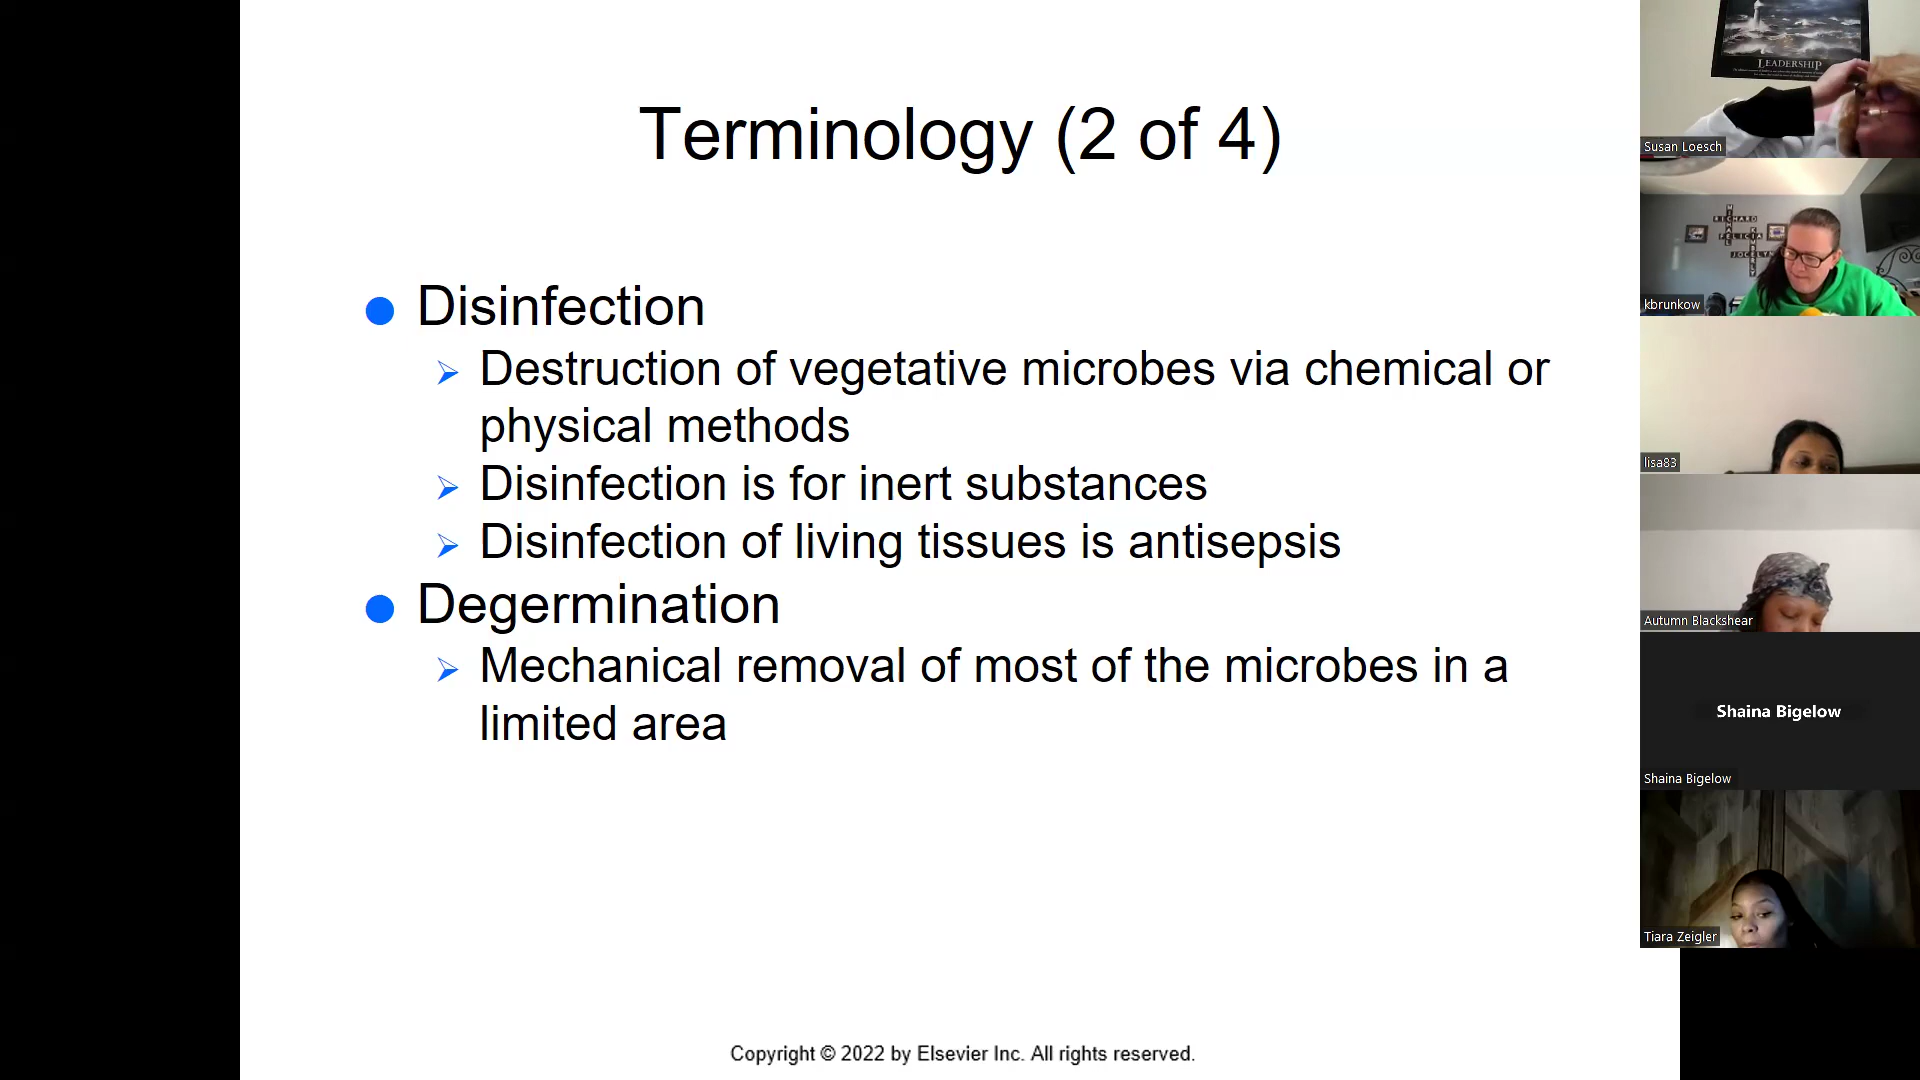 Terminology (2 of 4)
Disinfection
Destruction of vegetative microbes via chemical or
physical methods
Disinfection is for inert substances
Disinfection of living tissues is antisepsis
Degermination
Mechanical removal of most of the microbes in a
limited area
Copyright © 2022 by Elsevier Inc. All rights reserved.
LEADERSHIP
Susan Loesch
RICHARD
FELICIA
JOCELYN
kbrunkow
lisa83
Autumn Blackshear
Shaina Bigelow
Shaina Bigelow
Tiara Zeigler